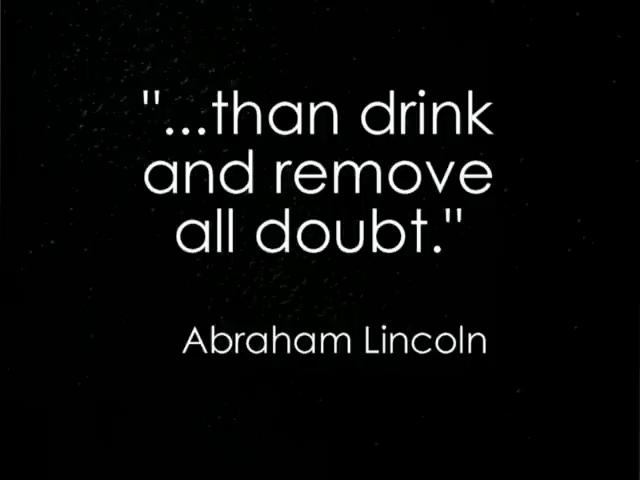 "...than drink
and remove
all doubt."
Abraham Lincoln